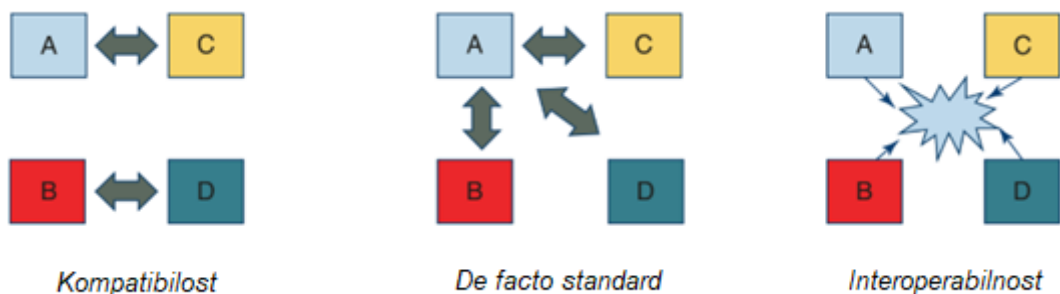 A C A C A C
B D B D B D
Kompatibilost De facto standard Interoperabilnost